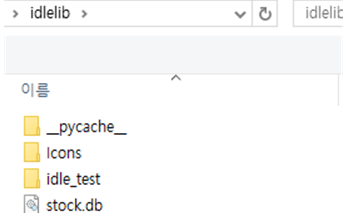 idlelib
idlelib
이름
__pycache__
Icons
idle_test
stock.db